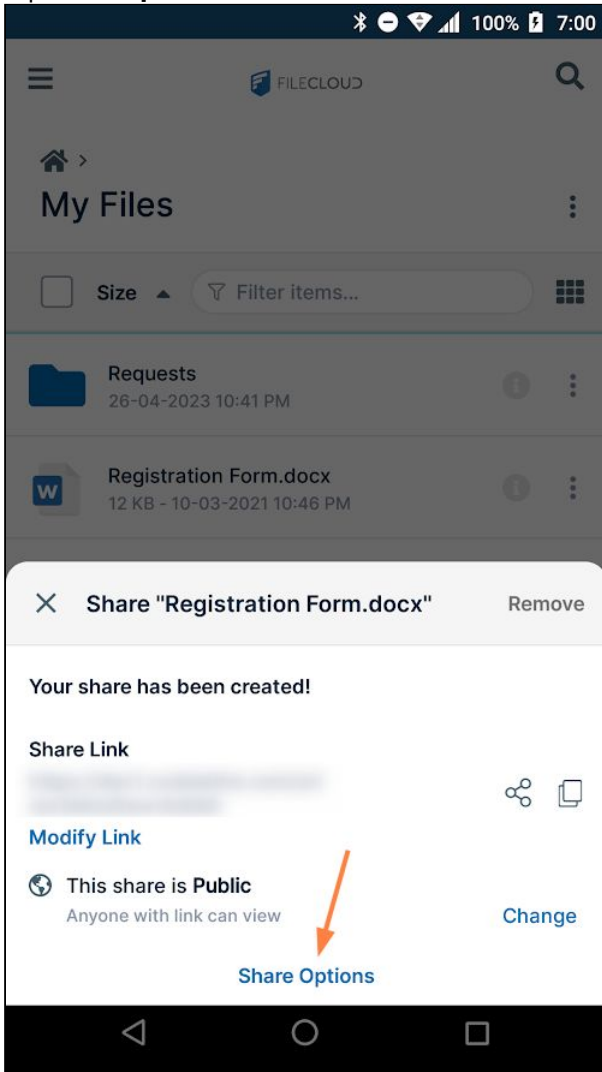 100% 7:00
FILECLOUD
>
My Files
Size Filter items...
Requests
26-04-2023 10:41 PM
W Registration Form.docx
12 KB - 10-03-2021 10:46 PM
Share "Registration Form.docx" Remove
Your share has been created!
Share Link
Modify Link
This share is Public
Anyone with link can view Change
Share Options